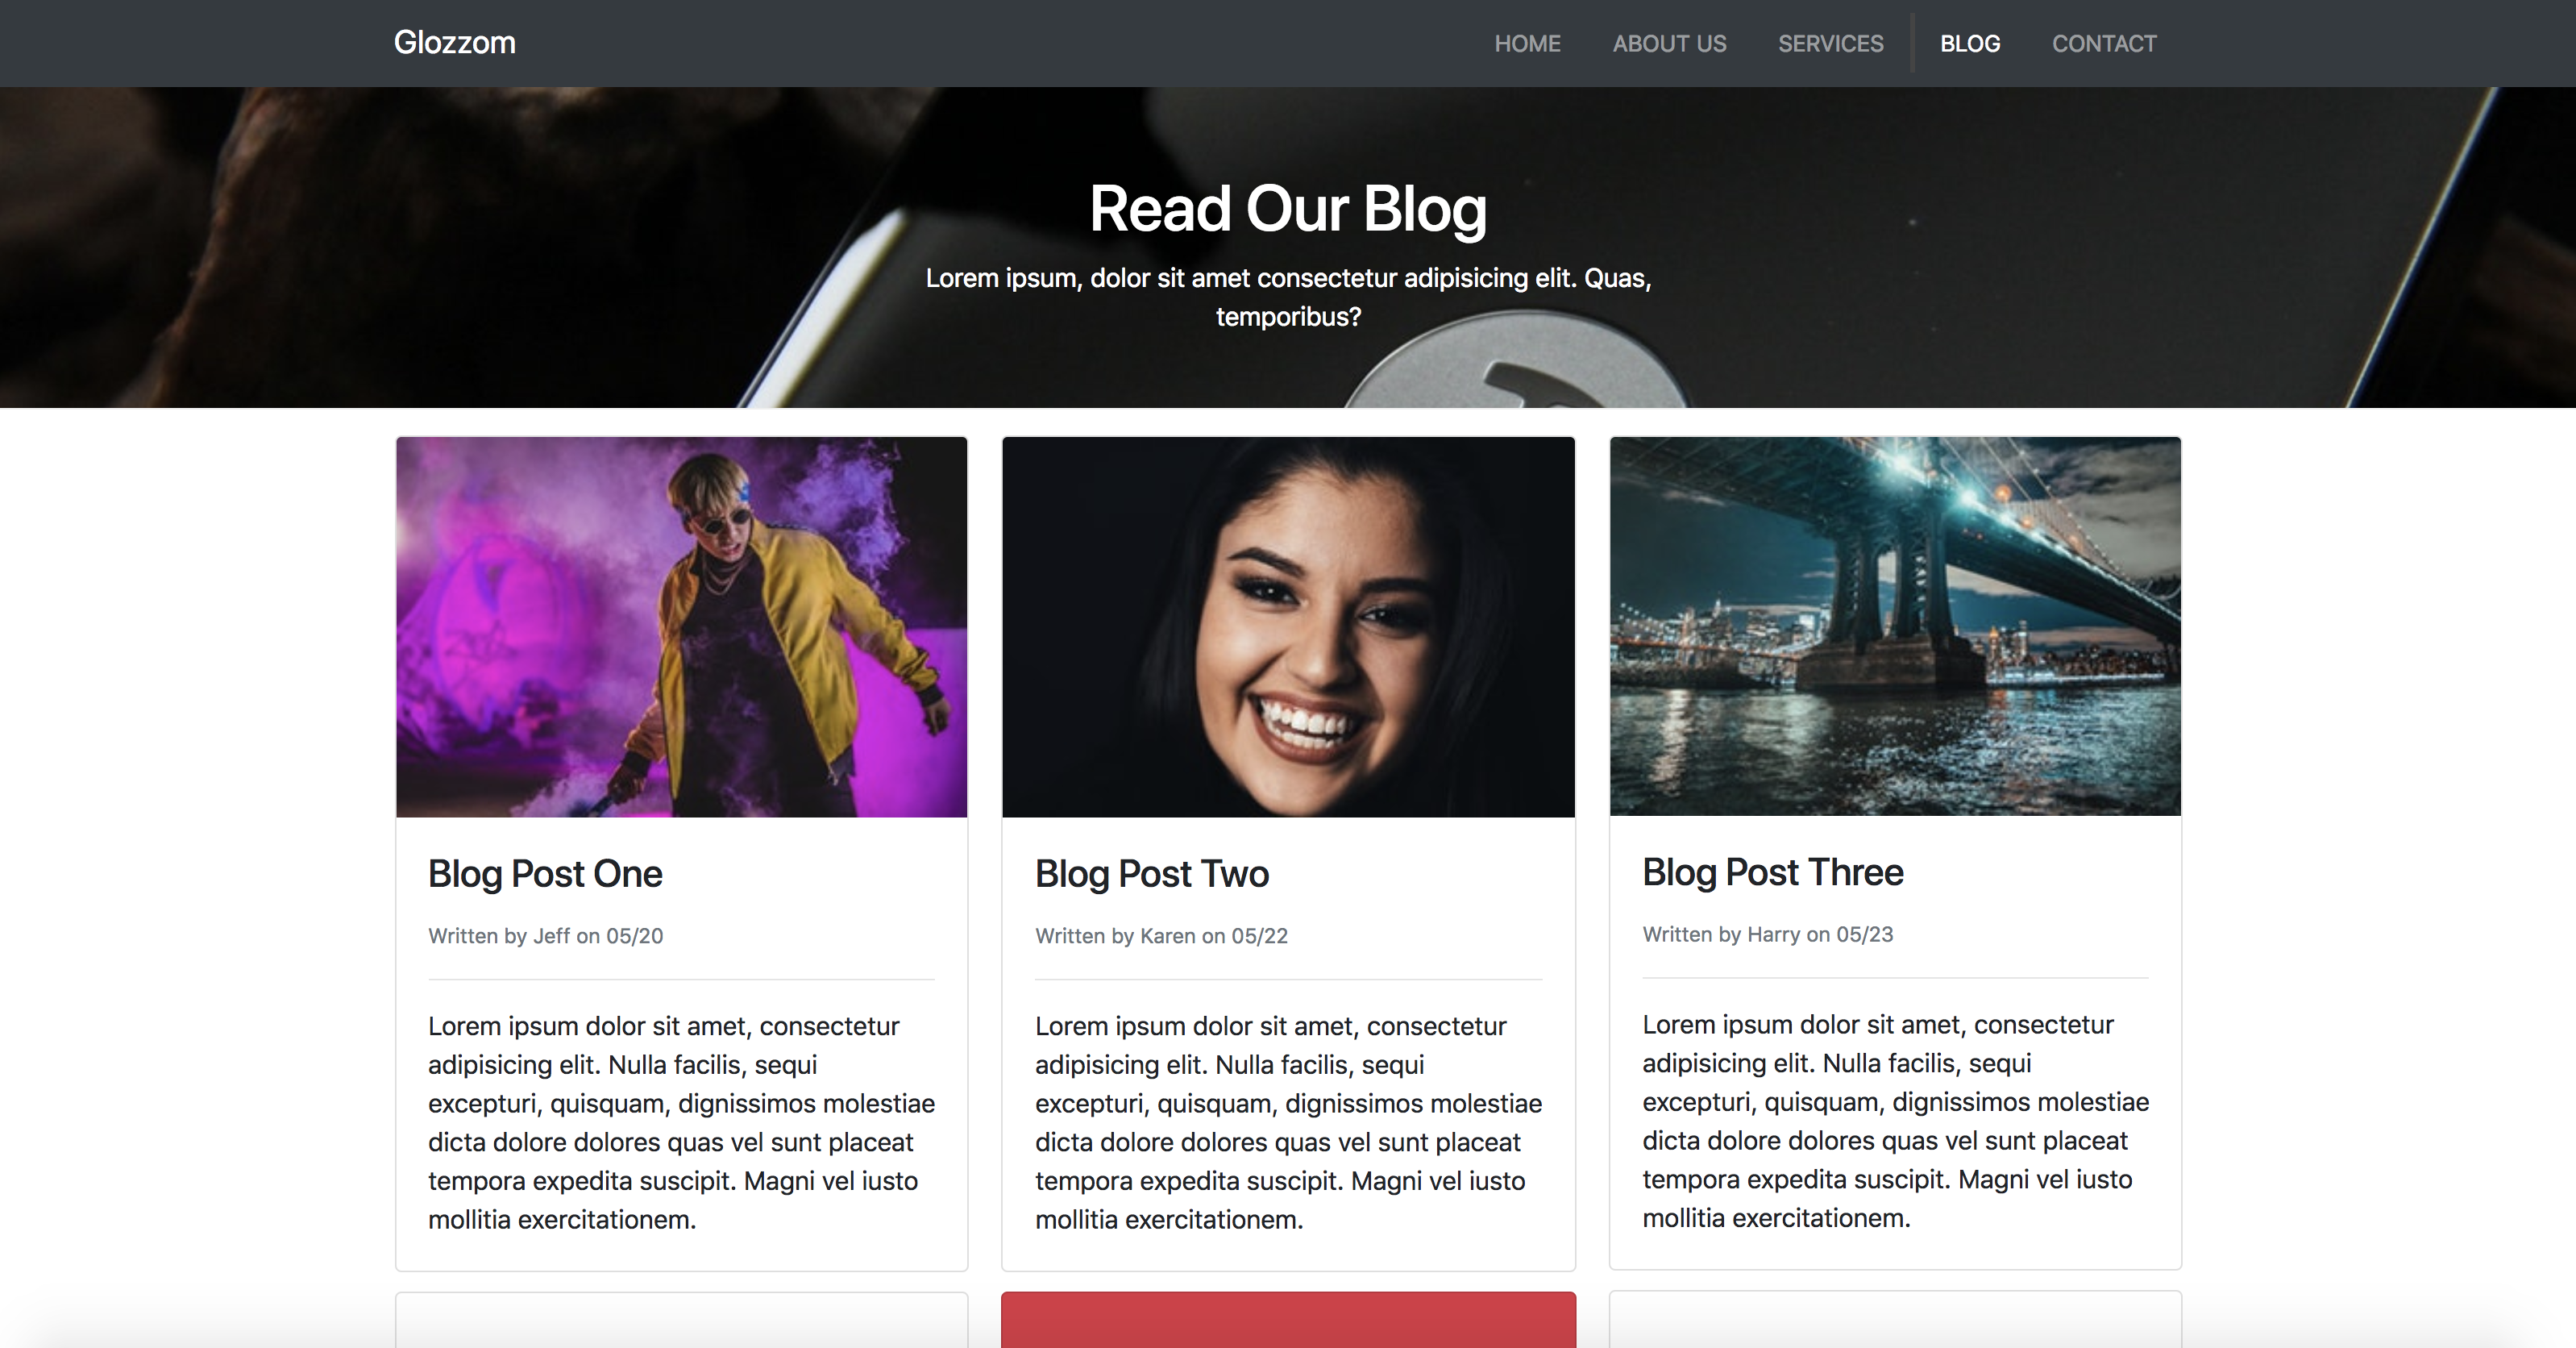 Glozzom
HOME ABOUT US SERVICES BLOG CONTACT
Read Our Blog
Lorem ipsum, dolor sit amet consectetur adipisicing elit. Quas,
temporibus?
Blog Post One
Written by Jeff on 05/20
Lorem ipsum dolor sit amet, consectetur
adipisicing elit. Nulla facilis, sequi
excepturi, quisquam, dignissimos molestiae
dicta dolore dolores quas vel sunt placeat
tempora expedita suscipit. Magni vel iusto
mollitia exercitationem.
Blog Post Two
Written by Karen on 05/22
Lorem ipsum dolor sit amet, consectetur
adipisicing elit. Nulla facilis, sequi
excepturi, quisquam, dignissimos molestiae
dicta dolore dolores quas vel sunt placeat
tempora expedita suscipit. Magni vel iusto
mollitia exercitationem.
Blog Post Three
Written by Harry on 05/23
Lorem ipsum dolor sit amet, consectetur
adipisicing elit. Nulla facilis, sequi
excepturi, quisquam, dignissimos molestiae
dicta dolore dolores quas vel sunt placeat
tempora expedita suscipit. Magni vel iusto
mollitia exercitationem.